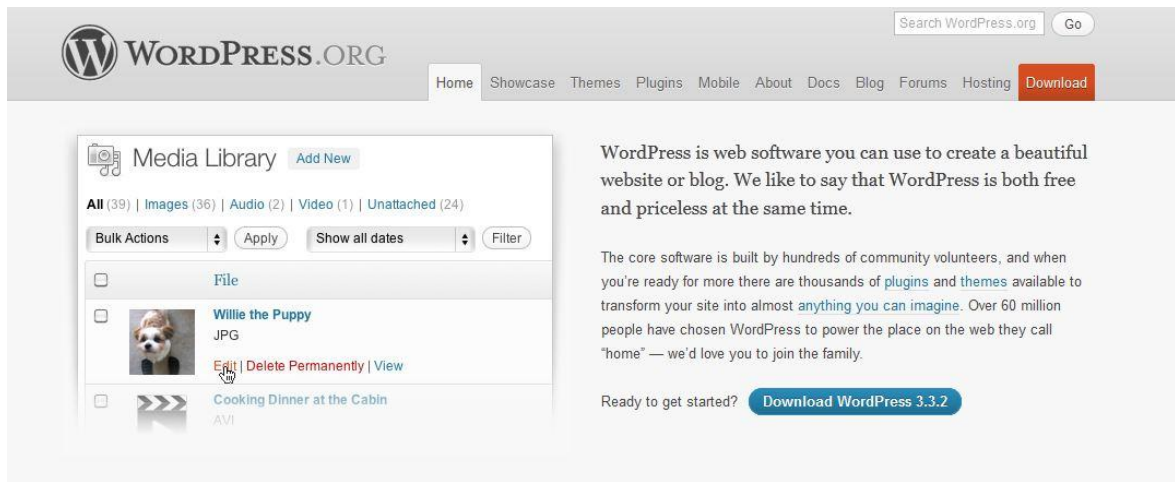 Search WordPress.org Go
WORDPRESS.ORG
Home Showcase Themes Plugins Mobile About Docs Blog Forums Hosting Download
Media Library Add New
All (39) | Images (36) | Audio (2) | Video (1) | Unattached (24)
Bulk Actions Apply Show all dates Filter
File
Willie the Puppy
JPG
Edit | Delete Permanently | View
Cooking Dinner at the Cabin
AVI
WordPress is web software you can use to create a beautiful
website or blog. We like to say that WordPress is both free
and priceless at the same time.
The core software is built by hundreds of community volunteers, and when
you’re ready for more there are thousands of plugins and themes available to
transform your site into almost anything you can imagine. Over 60 million
people have chosen WordPress to power the place on the web they call
“home” — we’d love you to join the family.
Ready to get started? Download WordPress 3.3.2